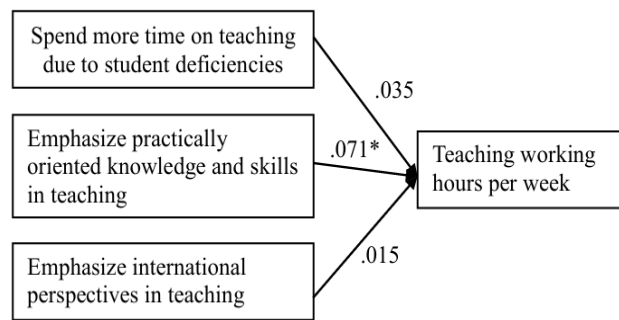 Spend more time on teaching
due to student deficiencies
.035
Emphasize practically
oriented knowledge and skills
in teaching
.071*
Teaching working
hours per week
Emphasize international
perspectives in teaching
.015